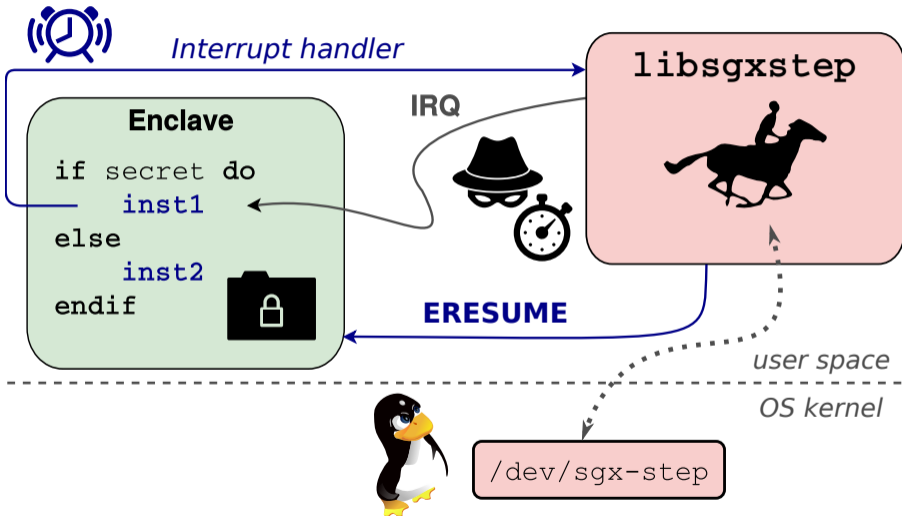 Interrupt handler
libsgxstep
IRQ
Enclave
if secret do
inst1
else
inst2
endif
ERESUME
user space
OS kernel
/dev/sgx-step